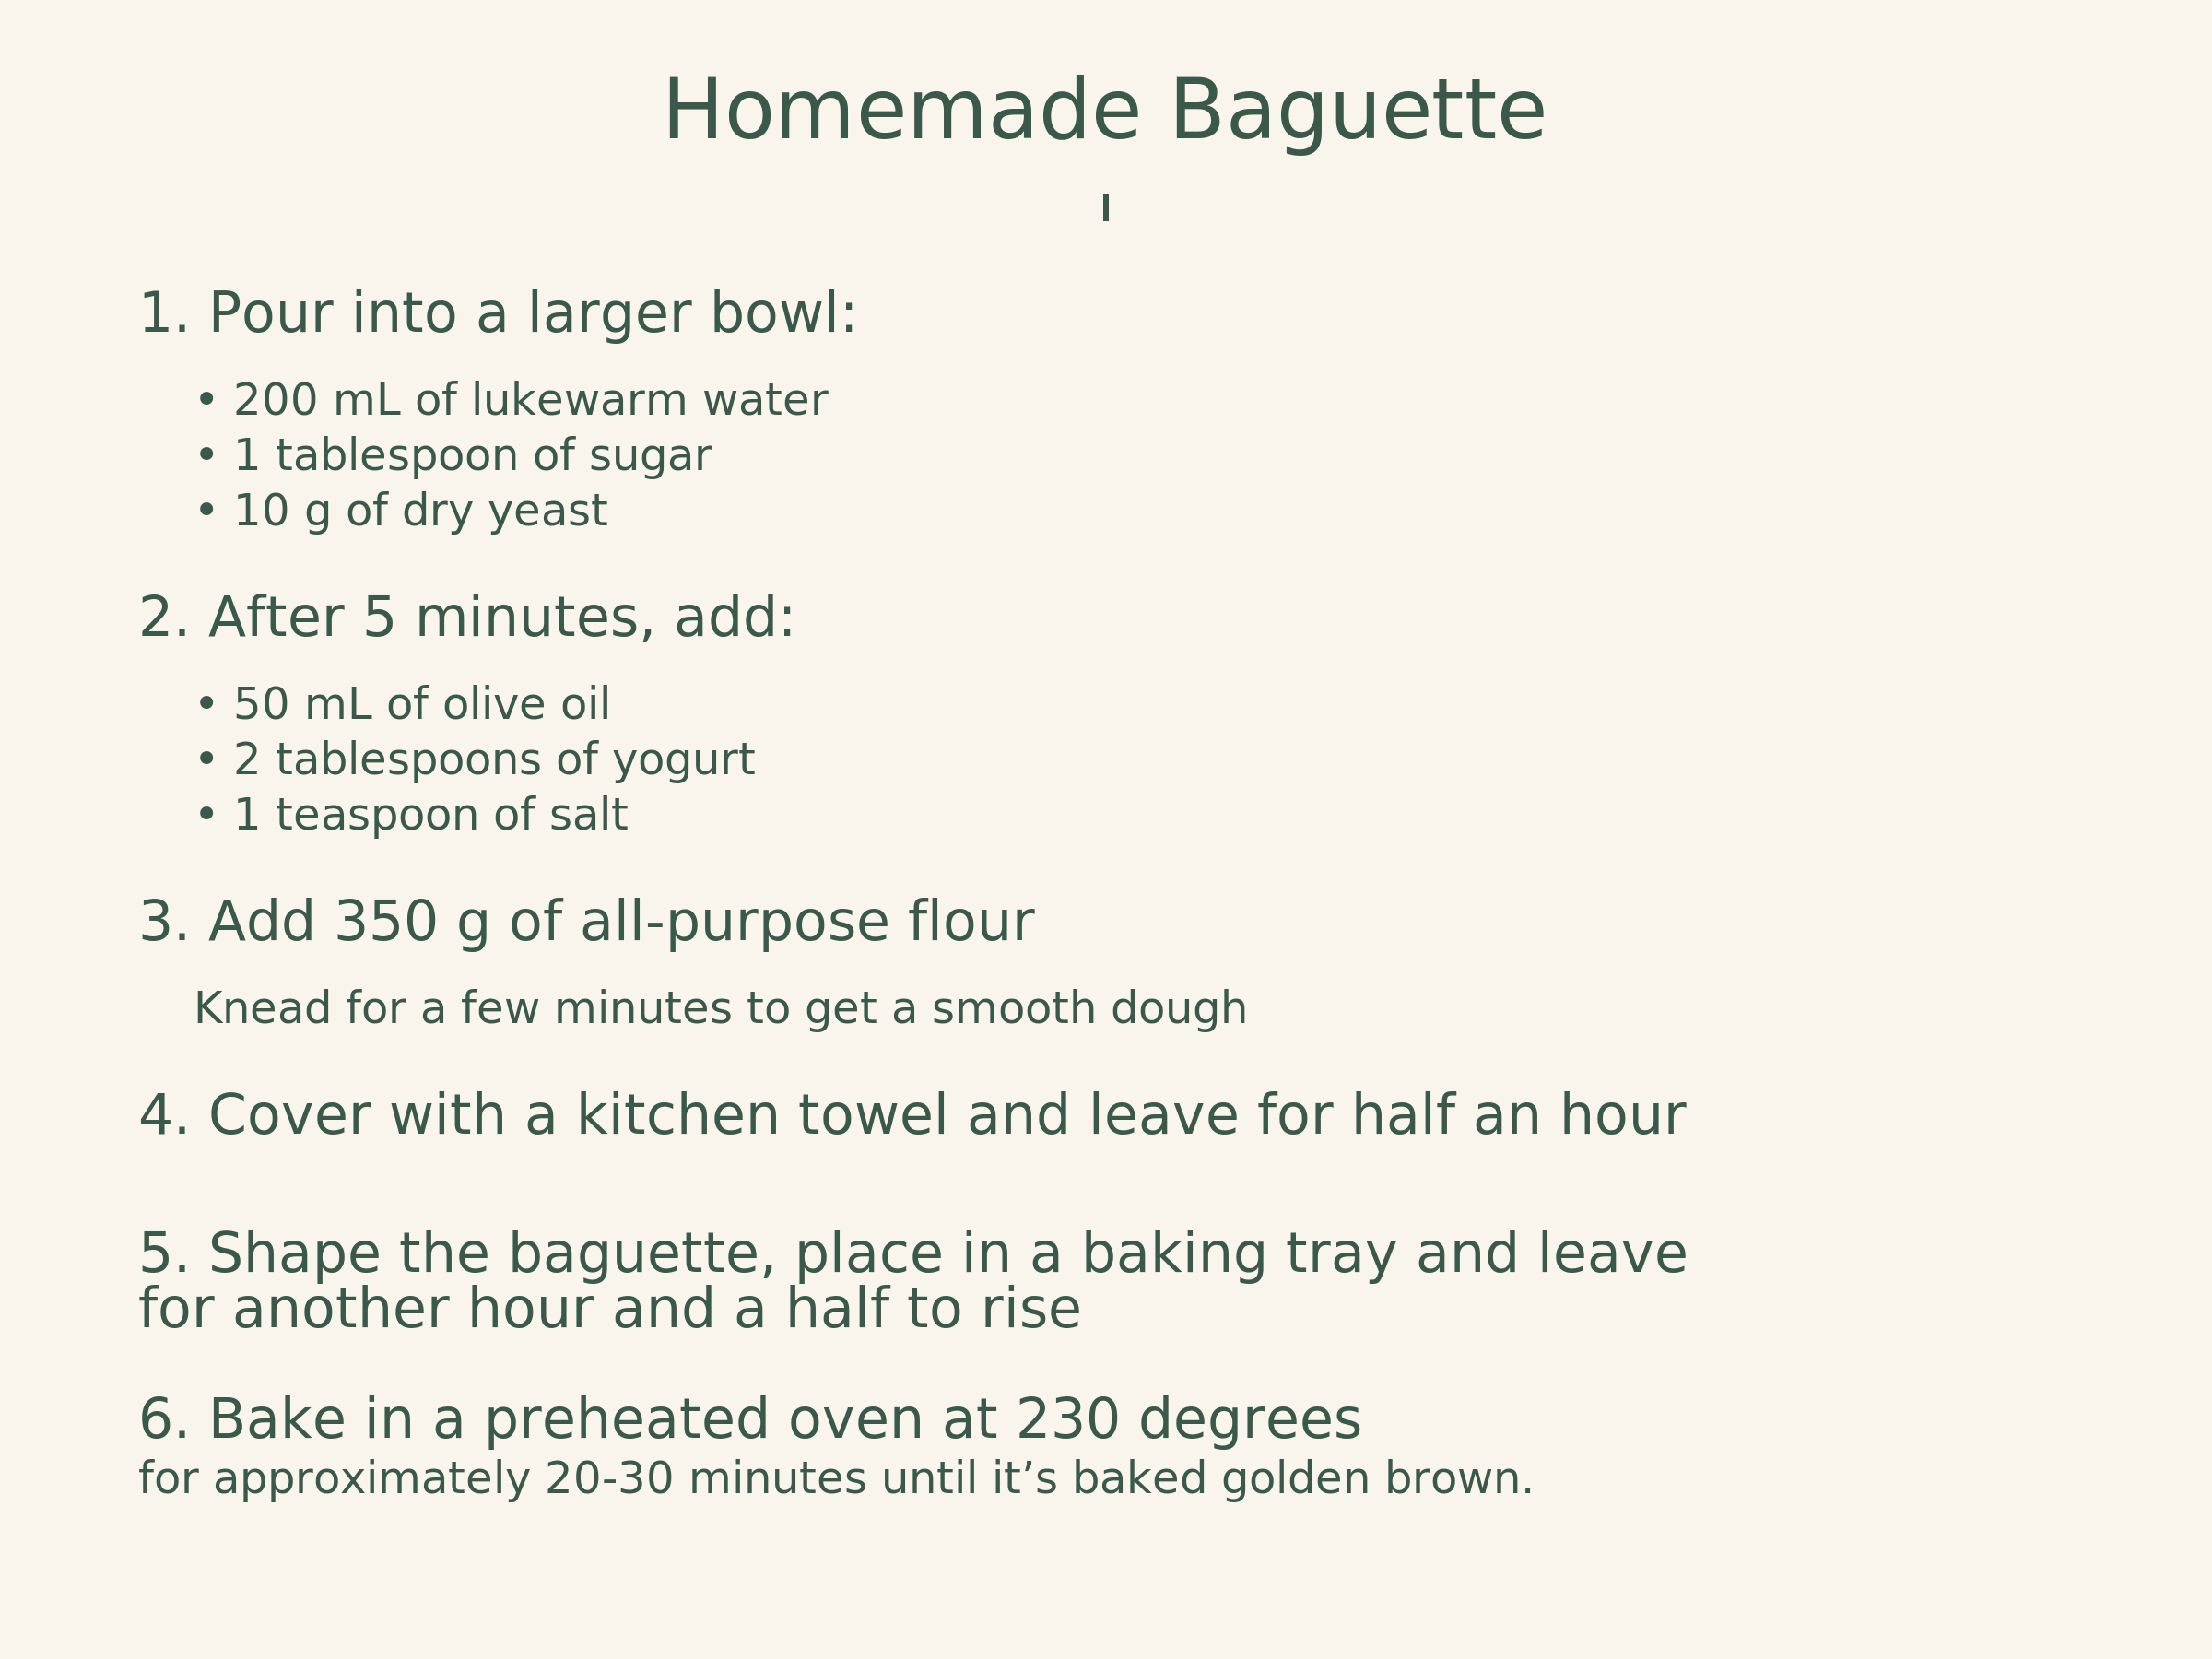 Homemade Baguette
1. Pour into a larger bowl:
• 200 mL of lukewarm water
• 1 tablespoon of sugar
• 10 g of dry yeast
2. After 5 minutes, add:
• 50 mL of olive oil
• 2 tablespoons of yogurt
• 1 teaspoon of salt
3. Add 350 g of all-purpose flour
Knead for a few minutes to get a smooth dough
4. Cover with a kitchen towel and leave for half an hour
5. Shape the baguette, place in a baking tray and leave
for another hour and a half to rise
6. Bake in a preheated oven at 230 degrees
for approximately 20-30 minutes until it’s baked golden brown.